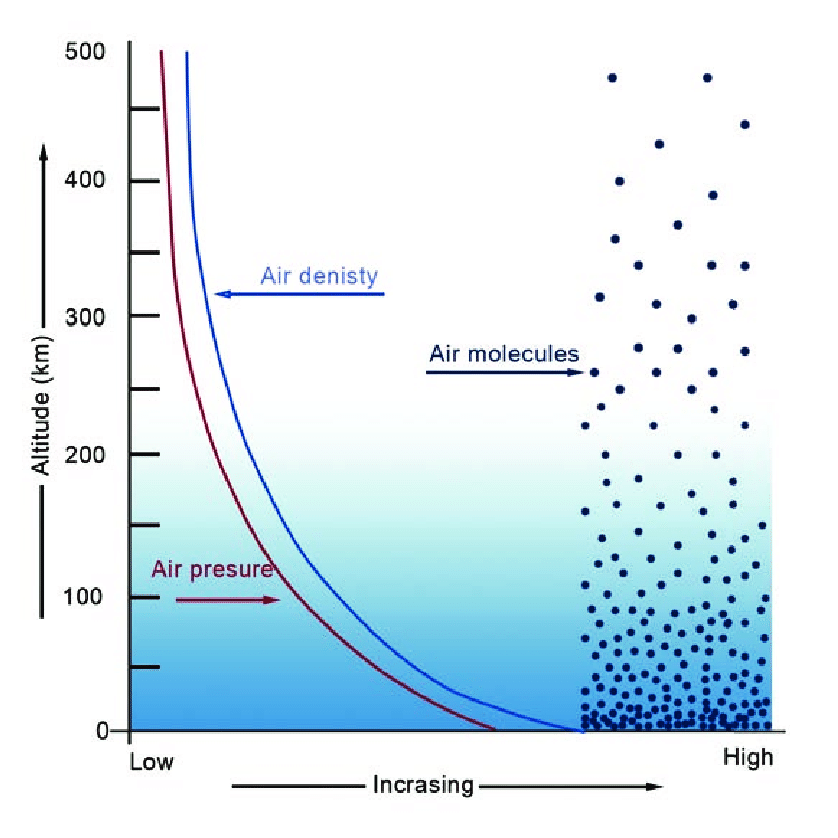 500
400
Air denisty
300
Air molecules
Altitude (km)
200
Air presure
100
0
Low
High
Incrasing